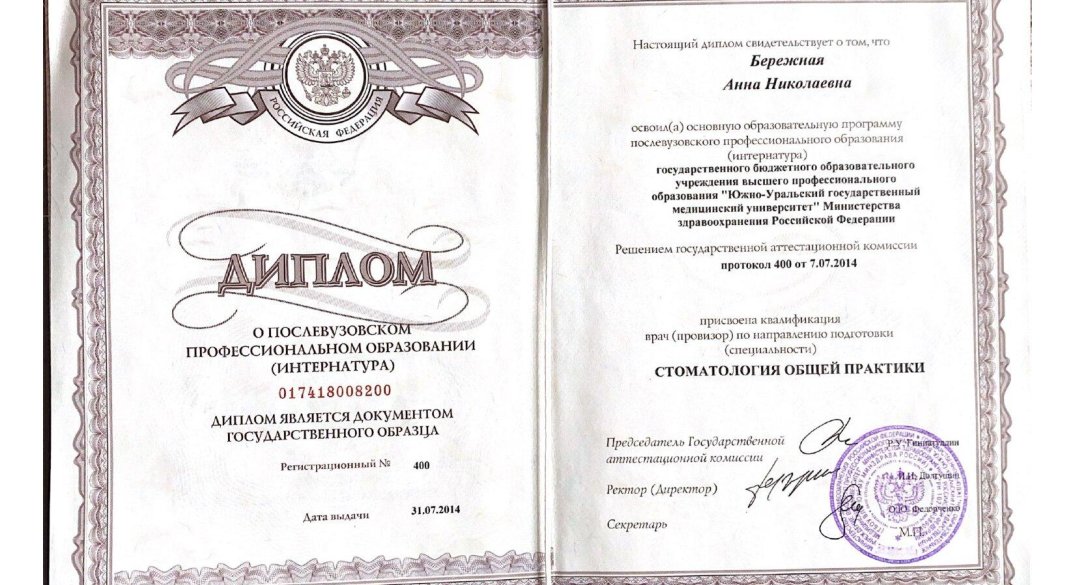 РОССИЙСКАЯ ФЕДЕРАЦИЯ
ДИПЛОМ
О ПОСЛЕВУЗОВСКОМ
ПРОФЕССИОНАЛЬНОМ ОБРАЗОВАНИИ
(ИНТЕРНАТУРА)
017418008200
ДИПЛОМ ЯВЛЯЕТСЯ ДОКУМЕНТОМ
ГОСУДАРСТВЕННОГО ОБРАЗЦА
Регистрационный № 400
Дата выдачи 31.07.2014
Настоящий диплом свидетельствует о том, что
Бережная
Анна Николаевна
освоил(а) основную образовательную программу
послевузовского профессионального образования
(интернатура)
государственного бюджетного образовательного
учреждения высшего профессионального
образования "Южно-Уральский государственный
медицинский университет" Министерства
здравоохранения Российской Федерации
Решением государственной аттестационной комиссии
протокол 400 от 7.07.2014
присвоена квалификация
врач (провизор) по направлению подготовки
(специальности)
СТОМАТОЛОГИЯ ОБЩЕЙ ПРАКТИКИ
Председатель Государственной
аттестационной комиссии
Ректор (Директор)
И.И. Долгушин
Секретарь
О.Ю. Федорченко
М.П.